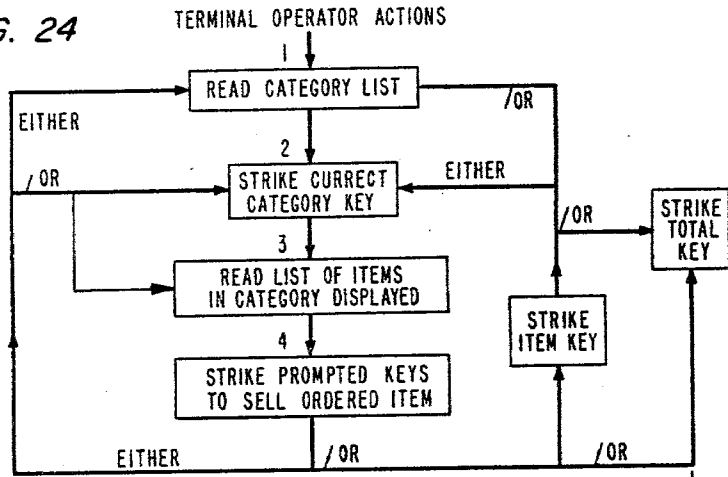 G. 24
TERMINAL OPERATOR ACTIONS
1
READ CATEGORY LIST
/OR
EITHER
2
/OR
STRIKE CURRECT
CATEGORY KEY
EITHER
/OR
STRIKE
TOTAL
KEY
3
READ LIST OF ITEMS
IN CATEGORY DISPLAYED
STRIKE
ITEM KEY
4
STRIKE PROMPTED KEYS
TO SELL ORDERED ITEM
EITHER
/OR
/OR